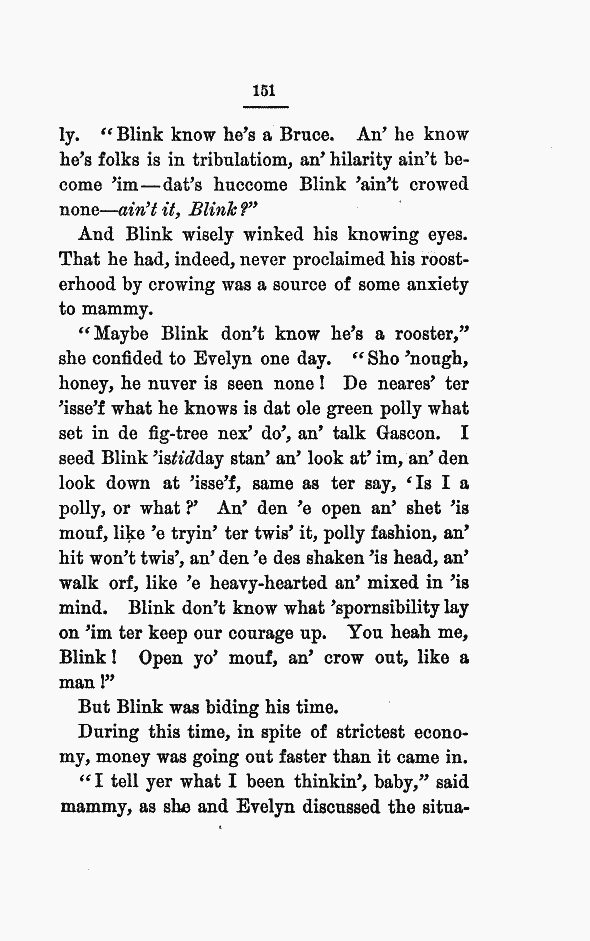 151
ly. “Blink know he’s a Bruce. An’ he know
he’s folks is in tribulatiom, an’ hilarity ain’t be-
come ’im—dat’s huccome Blink ’ain’t crowed
none—ain’t it, Blink?”
And Blink wisely winked his knowing eyes.
That he had, indeed, never proclaimed his roost-
erhood by crowing was a source of some anxiety
to mammy.
“Maybe Blink don’t know he’s a rooster,”
she confided to Evelyn one day. “Sho ’nough,
honey, he nuver is seen none! De neares’ ter
’isse’f what he knows is dat ole green polly what
set in de fig-tree nex’ do’, an’ talk Gascon. I
seed Blink ’istidday stan’ an’ look at’ im, an’ den
look down at ’isse’f, same as ter say, ‘Is I a
polly, or what?’ An’ den ’e open an’ shet ’is
mouf, like ’e tryin’ ter twis’ it, polly fashion, an’
hit won’t twis’, an’ den ’e des shaken ’is head, an’
walk orf, like ’e heavy-hearted an’ mixed in ’is
mind. Blink don’t know what ’spornsibility lay
on ’im ter keep our courage up. You heah me,
Blink! Open yo’ mouf, an’ crow out, like a
man!”
But Blink was biding his time.
During this time, in spite of strictest econo-
my, money was going out faster than it came in.
“I tell yer what I been thinkin’, baby,” said
mammy, as she and Evelyn discussed the situa-